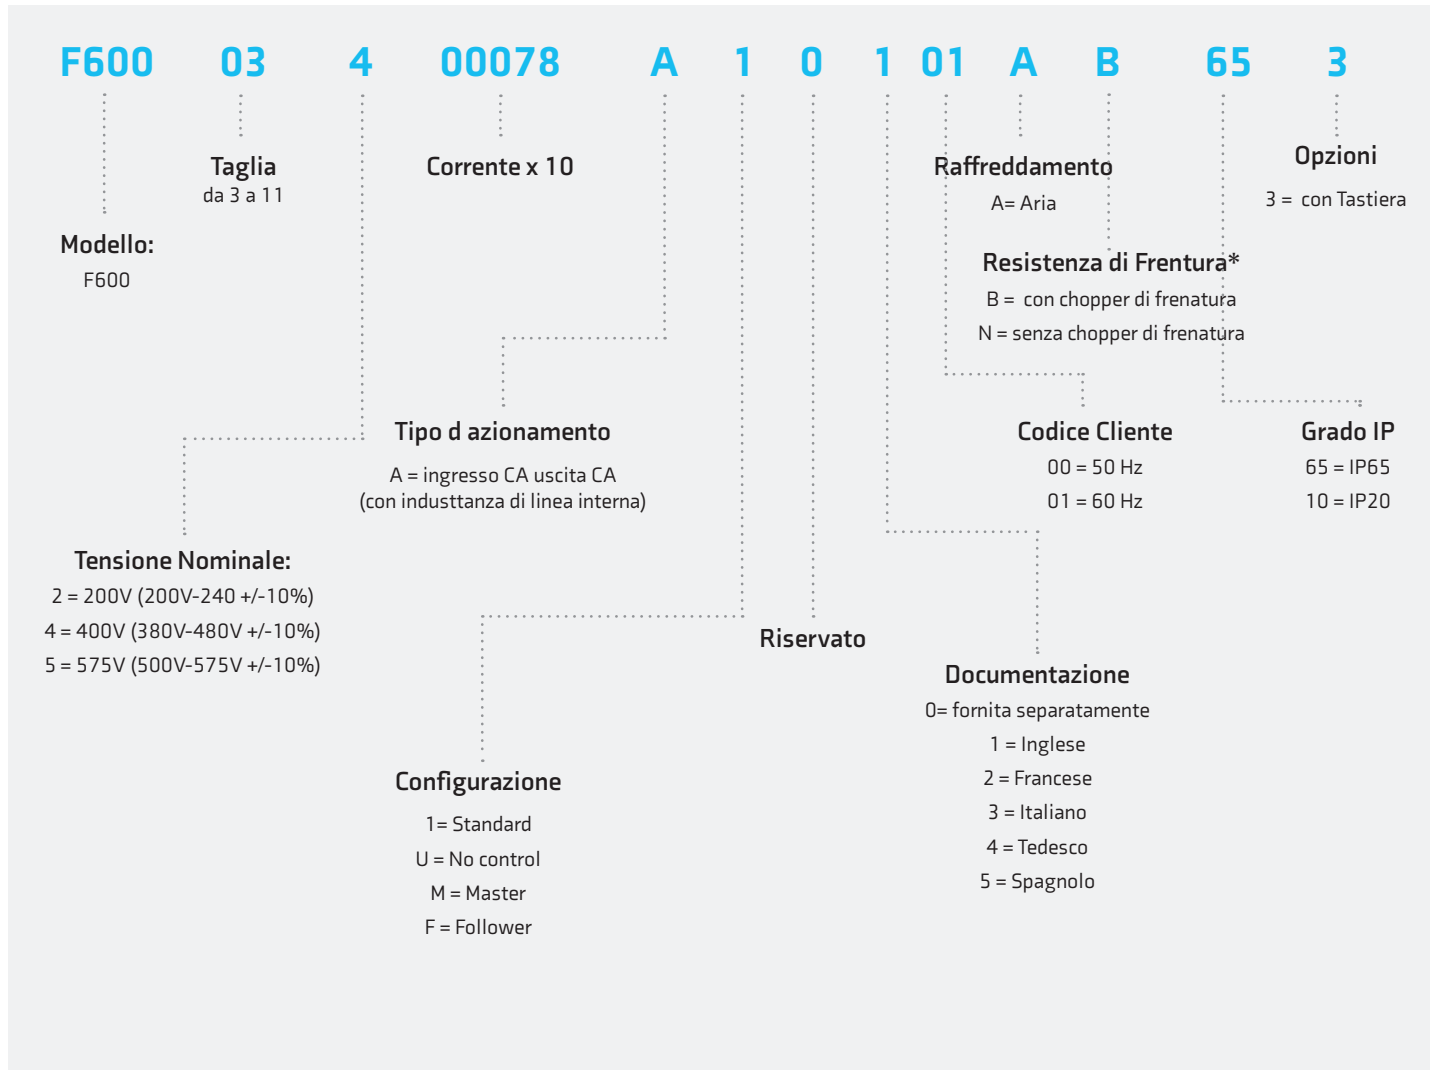 F600 03 4 00078 A 1 0 1 01 A B 65 3
Taglia
da 3 a 11
Corrente x 10
Raffreddamento
A= Aria
Opzioni
3 = con Tastiera
Modello:
F600
Resistenza di Frentura*
B = con chopper di frenatura
N = senza chopper di frenatura
Tipo d azionamento
A = ingresso CA uscita CA
(con industtanza di linea interna)
Codice Cliente
00 = 50 Hz
01 = 60 Hz
Grado IP
65 = IP65
10 = IP20
Tensione Nominale:
2 = 200V (200V-240 +/-10%)
4 = 400V (380V-480V +/-10%)
5 = 575V (500V-575V +/-10%)
Riservato
Documentazione
0= fornita separatamente
1 = Inglese
2 = Francese
3 = Italiano
4 = Tedesco
5 = Spagnolo
Configurazione
1= Standard
U = No control
M = Master
F = Follower